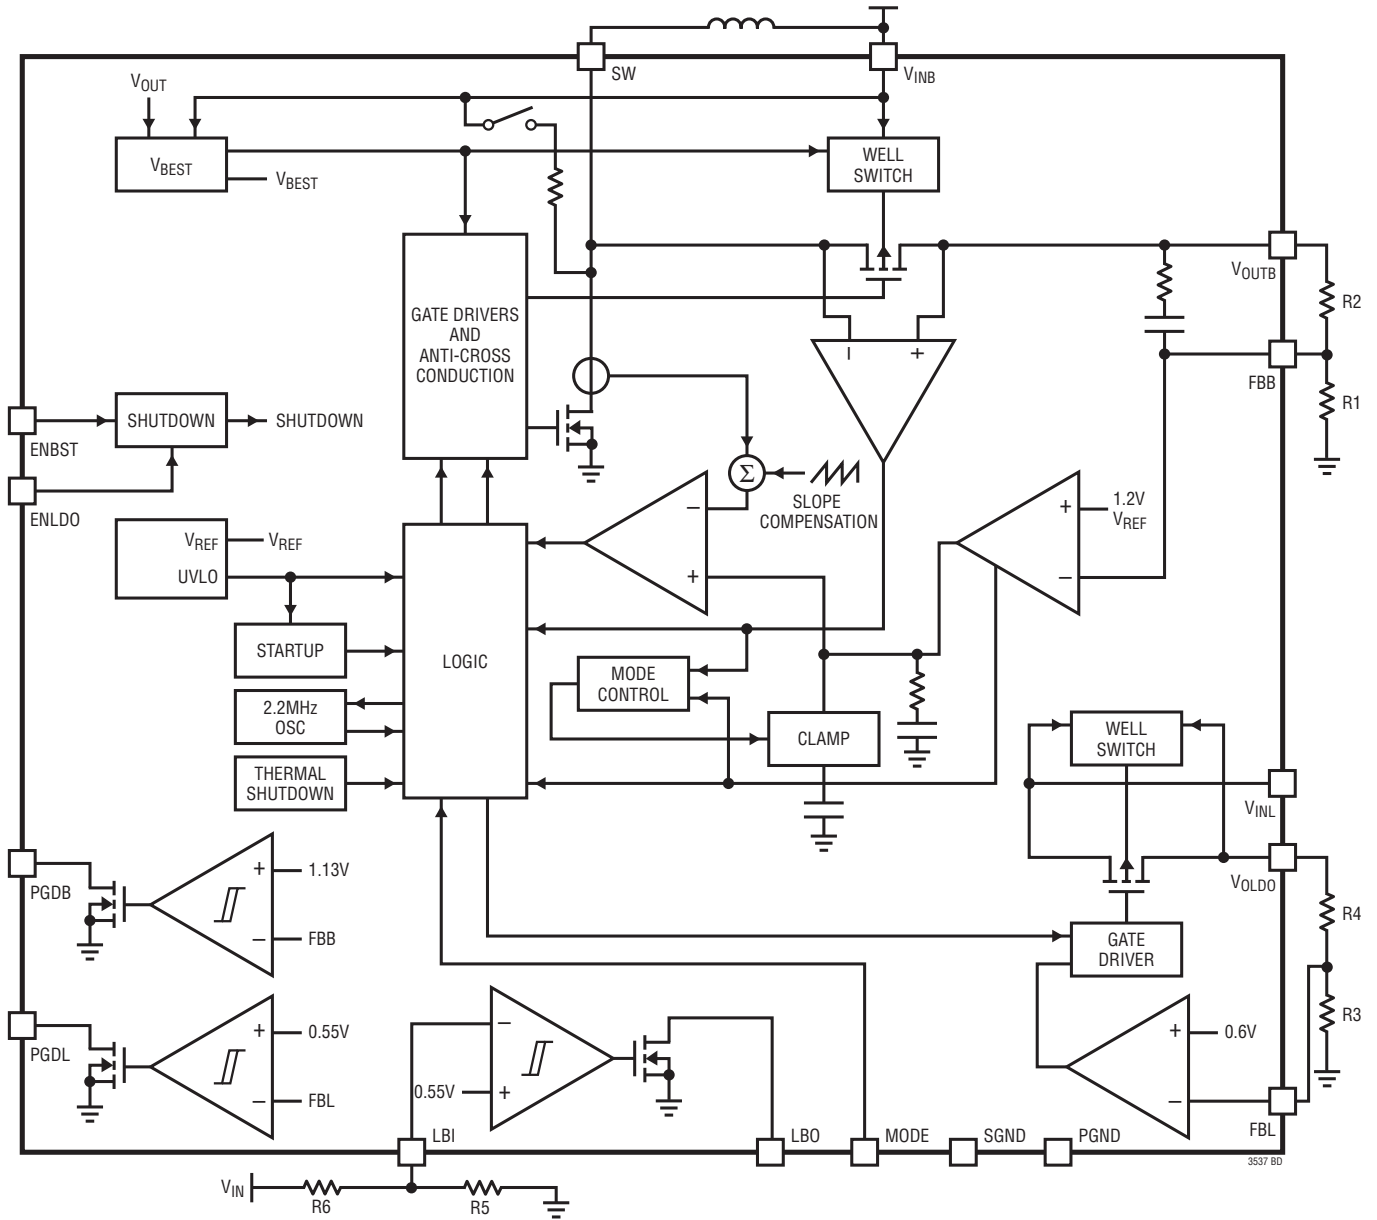 SW
VINB
VOUT
VBEST
VBEST
WELL
SWITCH
VOUTB
R2
GATE DRIVERS
AND
ANTI-CROSS
CONDUCTION
– +
FBB
R1
ENBST
SHUTDOWN
SHUTDOWN
Σ
SLOPE
COMPENSATION
–
+
+
1.2V
VREF
–
ENLDO
VREF
VREF
UVLO
STARTUP
LOGIC
MODE
CONTROL
2.2MHz
OSC
CLAMP
WELL
SWITCH
THERMAL
SHUTDOWN
VINL
VOLDO
PGDB
+
1.13V
–
FBB
R4
GATE
DRIVER
R3
PGDL
+
0.55V
–
FBL
–
0.55V
+
+
0.6V
–
FBL
LBI
LBO
MODE
SGND
PGND
3537 BD
VIN
R6
R5